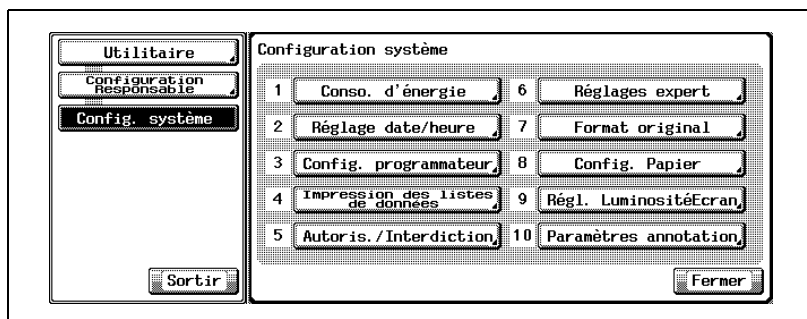 Utilitaire
Configuration
Responsable
Config. système
Sortir
Configuration système
1 Conso. d'énergie
2 Réglage date/heure
3 Config. programmateur
4 Impression des listes
de données
5 Autoris./Interdiction
6 Réglages expert
7 Format original
8 Config. Papier
9 Régl. LuminositéEcran
10 Paramètres annotation
Fermer